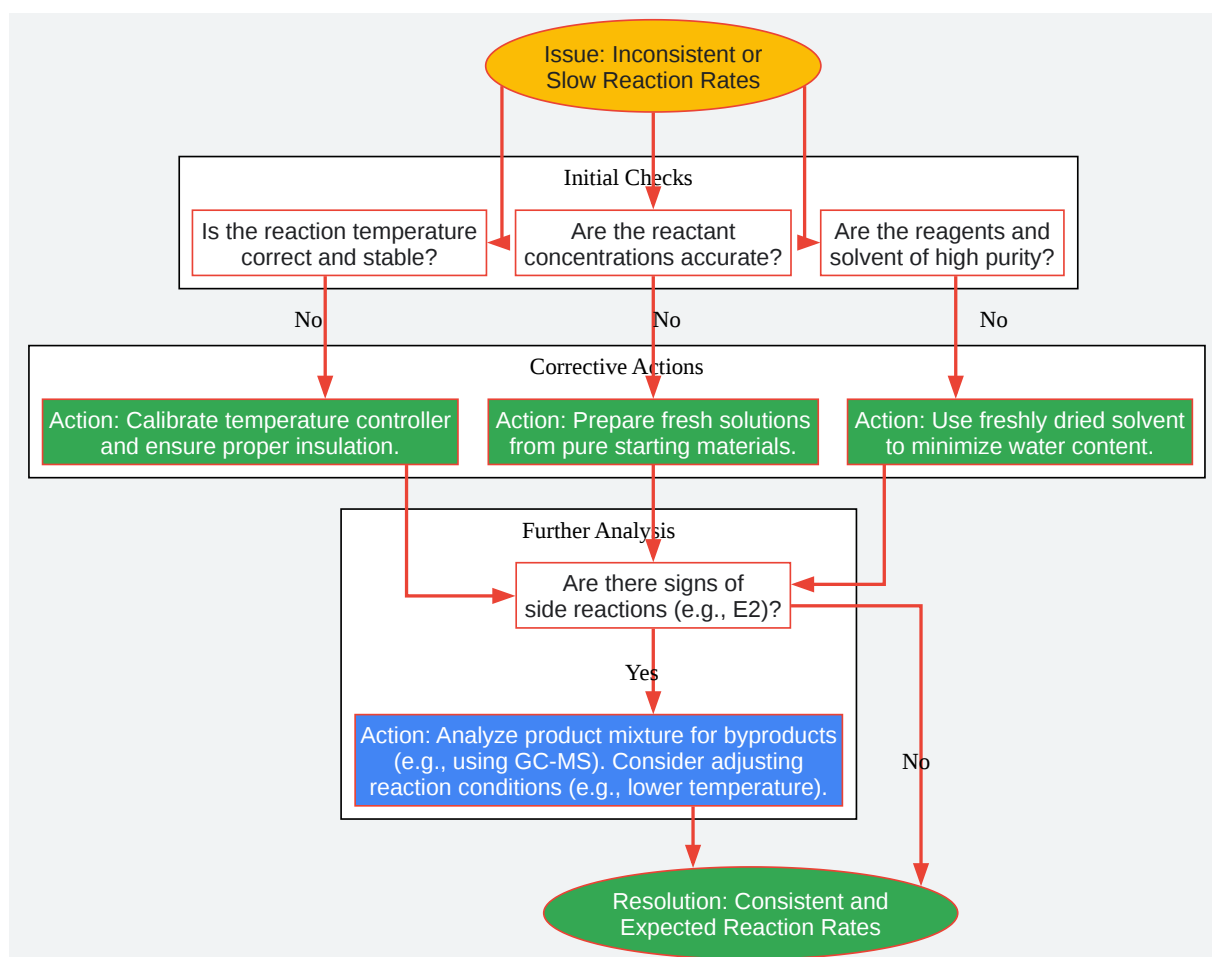 Issue: Inconsistent or
Slow Reaction Rates
Initial Checks
Is the reaction temperature
correct and stable?
Are the reactant
concentrations accurate?
Are the reagents and
solvent of high purity?
No
No
No
Corrective Actions
Action: Calibrate temperature controller
and ensure proper insulation.
Action: Prepare fresh solutions
from pure starting materials.
Action: Use freshly dried solvent
to minimize water content.
Further Analysis
Are there signs of
side reactions (e.g., E2)?
Yes
Action: Analyze product mixture for byproducts
(e.g., using GC-MS). Consider adjusting
reaction conditions (e.g., lower temperature).
No
Resolution: Consistent and
Expected Reaction Rates